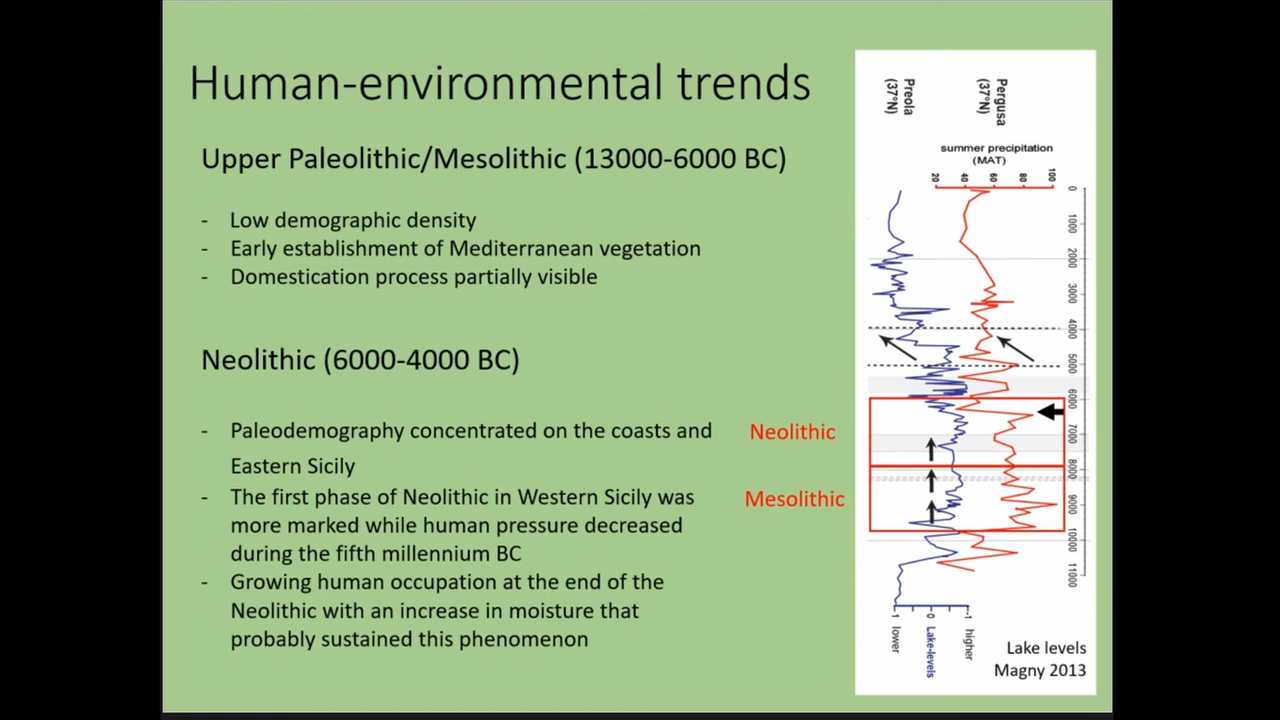 Human-environmental trends
Upper Paleolithic/Mesolithic (13000-6000 BC)
- Low demographic density
- Early establishment of Mediterranean vegetation
- Domestication process partially visible
Neolithic (6000-4000 BC)
- Paleodemography concentrated on the coasts and
Eastern Sicily
- The first phase of Neolithic in Western Sicily was
more marked while human pressure decreased
during the fifth millennium BC
- Growing human occupation at the end of the
Neolithic with an increase in moisture that
probably sustained this phenomenon
Neolithic
Mesolithic
Preola
(37°N)
Pergusa
(37°N)
summer precipitation
(MAT)
20 40 60 80 100
0
1000
2000
3000
4000
5000
6000
7000
8000
9000
10000
11000
-1 0 1
lower
Lake-levels
higher
Lake levels
Magny 2013